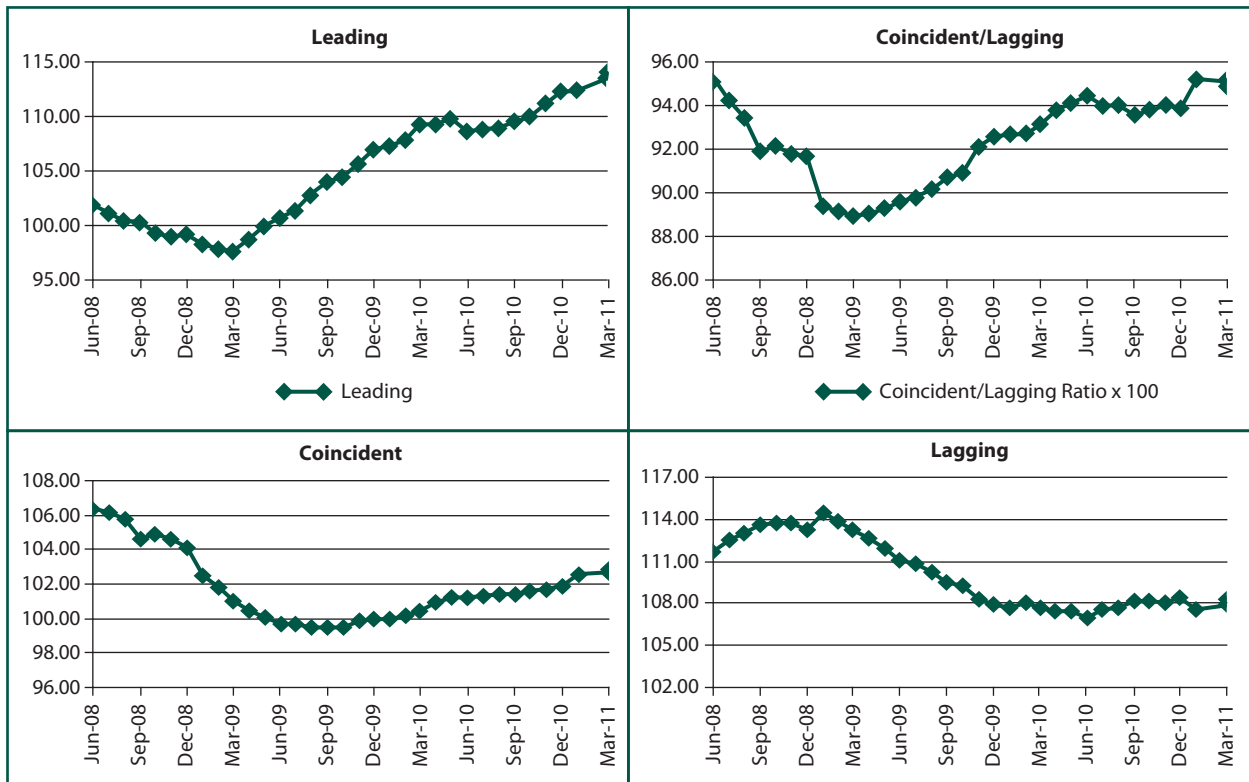 Leading
115.00
110.00
105.00
100.00
95.00
Jun-08
Sep-08
Dec-08
Mar-09
Jun-09
Sep-09
Dec-09
Mar-10
Jun-10
Sep-10
Dec-10
Mar-11
Leading
Coincident/Lagging
96.00
94.00
92.00
90.00
88.00
86.00
Jun-08
Sep-08
Dec-08
Mar-09
Jun-09
Sep-09
Dec-09
Mar-10
Jun-10
Sep-10
Dec-10
Mar-11
Coincident/Lagging Ratio x 100
Coincident
108.00
106.00
104.00
102.00
100.00
98.00
96.00
Jun-08
Sep-08
Dec-08
Mar-09
Jun-09
Sep-09
Dec-09
Mar-10
Jun-10
Sep-10
Dec-10
Mar-11
Lagging
117.00
114.00
111.00
108.00
105.00
102.00
Jun-08
Sep-08
Dec-08
Mar-09
Jun-09
Sep-09
Dec-09
Mar-10
Jun-10
Sep-10
Dec-10
Mar-11